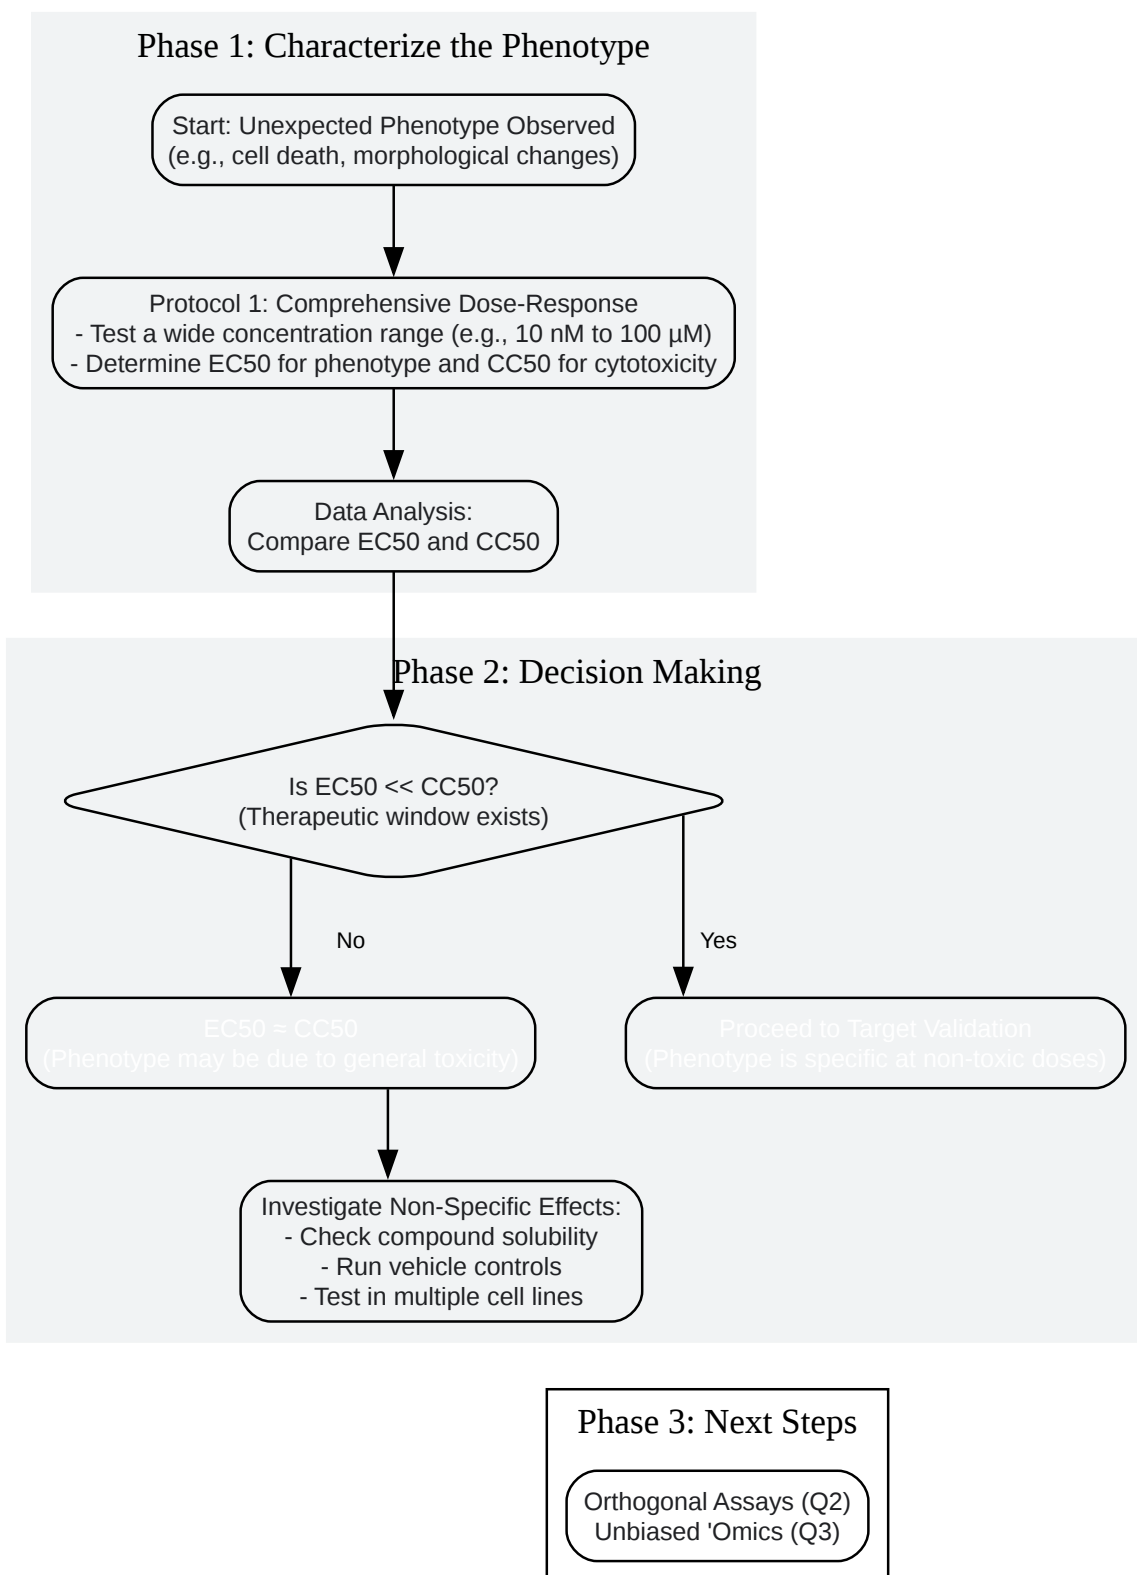 Phase 1: Characterize the Phenotype
Start: Unexpected Phenotype Observed
(e.g., cell death, morphological changes)
Protocol 1: Comprehensive Dose-Response
- Test a wide concentration range (e.g., 10 nM to 100 µM)
- Determine EC50 for phenotype and CC50 for cytotoxicity
Data Analysis:
Compare EC50 and CC50
Phase 2: Decision Making
Is EC50 << CC50?
(Therapeutic window exists)
No
Yes
EC50 ≈ CC50
(Phenotype may be due to general toxicity)
Proceed to Target Validation
(Phenotype is specific at non-toxic doses)
Investigate Non-Specific Effects:
- Check compound solubility
- Run vehicle controls
- Test in multiple cell lines
Phase 3: Next Steps
Orthogonal Assays (Q2)
Unbiased 'Omics (Q3)